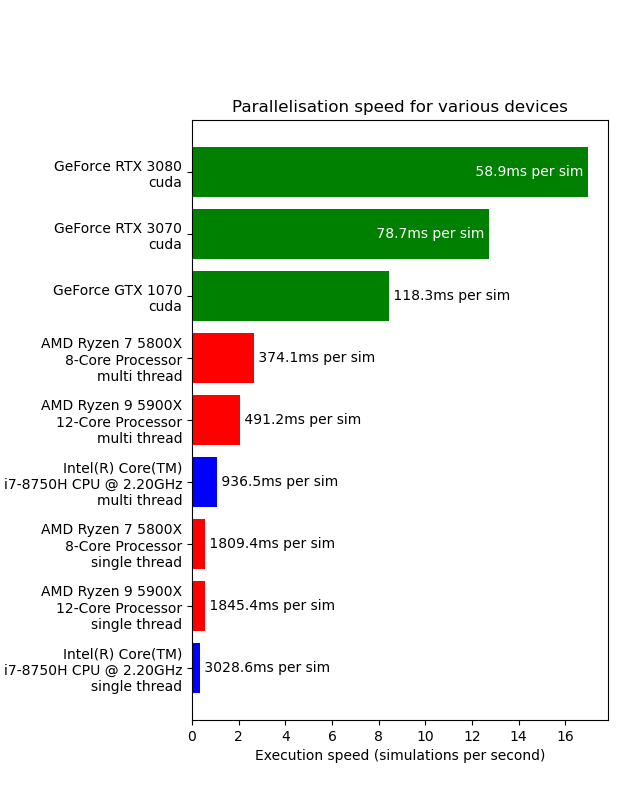 Parallelisation speed for various devices
GeForce RTX 3080
cuda
58.9ms per sim
GeForce RTX 3070
cuda
78.7ms per sim
GeForce GTX 1070
cuda
118.3ms per sim
AMD Ryzen 7 5800X
8-Core Processor
multi thread
374.1ms per sim
AMD Ryzen 9 5900X
12-Core Processor
multi thread
491.2ms per sim
Intel(R) Core(TM)
i7-8750H CPU @ 2.20GHz
multi thread
936.5ms per sim
AMD Ryzen 7 5800X
8-Core Processor
single thread
1809.4ms per sim
AMD Ryzen 9 5900X
12-Core Processor
single thread
1845.4ms per sim
Intel(R) Core(TM)
i7-8750H CPU @ 2.20GHz
single thread
3028.6ms per sim
0 2 4 6 8 10 12 14 16
Execution speed (simulations per second)